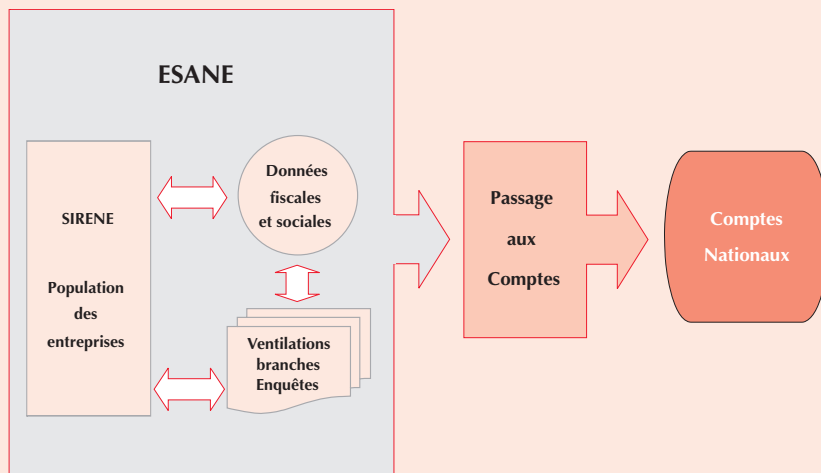 ESANE
SIRENE
Population
des
entreprises
Données
fiscales
et sociales
Ventilations
branches
Enquêtes
Passage
aux
Comptes
Comptes
Nationaux